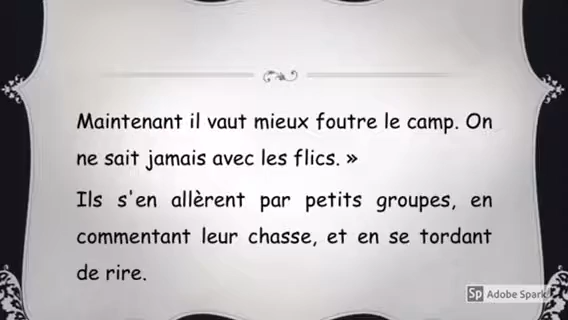 Maintenant il vaut mieux foutre le camp. On
ne sait jamais avec les flics. »
Ils s'en allèrent par petits groupes, en
commentant leur chasse, et en se tordant
de rire.
Sp Adobe Spark